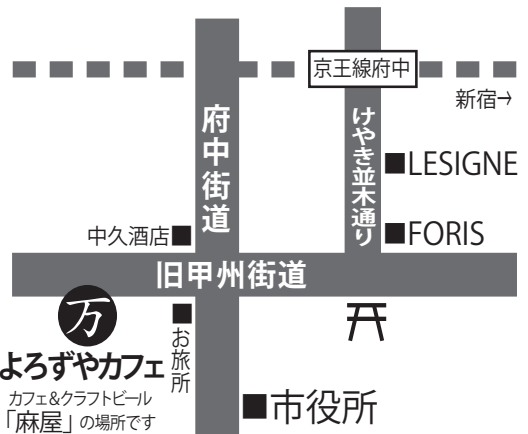 京王線府中
新宿→
府中街道
けやき並木通り
■LESIGNE
中久酒店■
■FORIS
旧甲州街道
万
■お旅所
よろずやカフェ
カフェ&クラフトビール
「麻屋」の場所です
■市役所